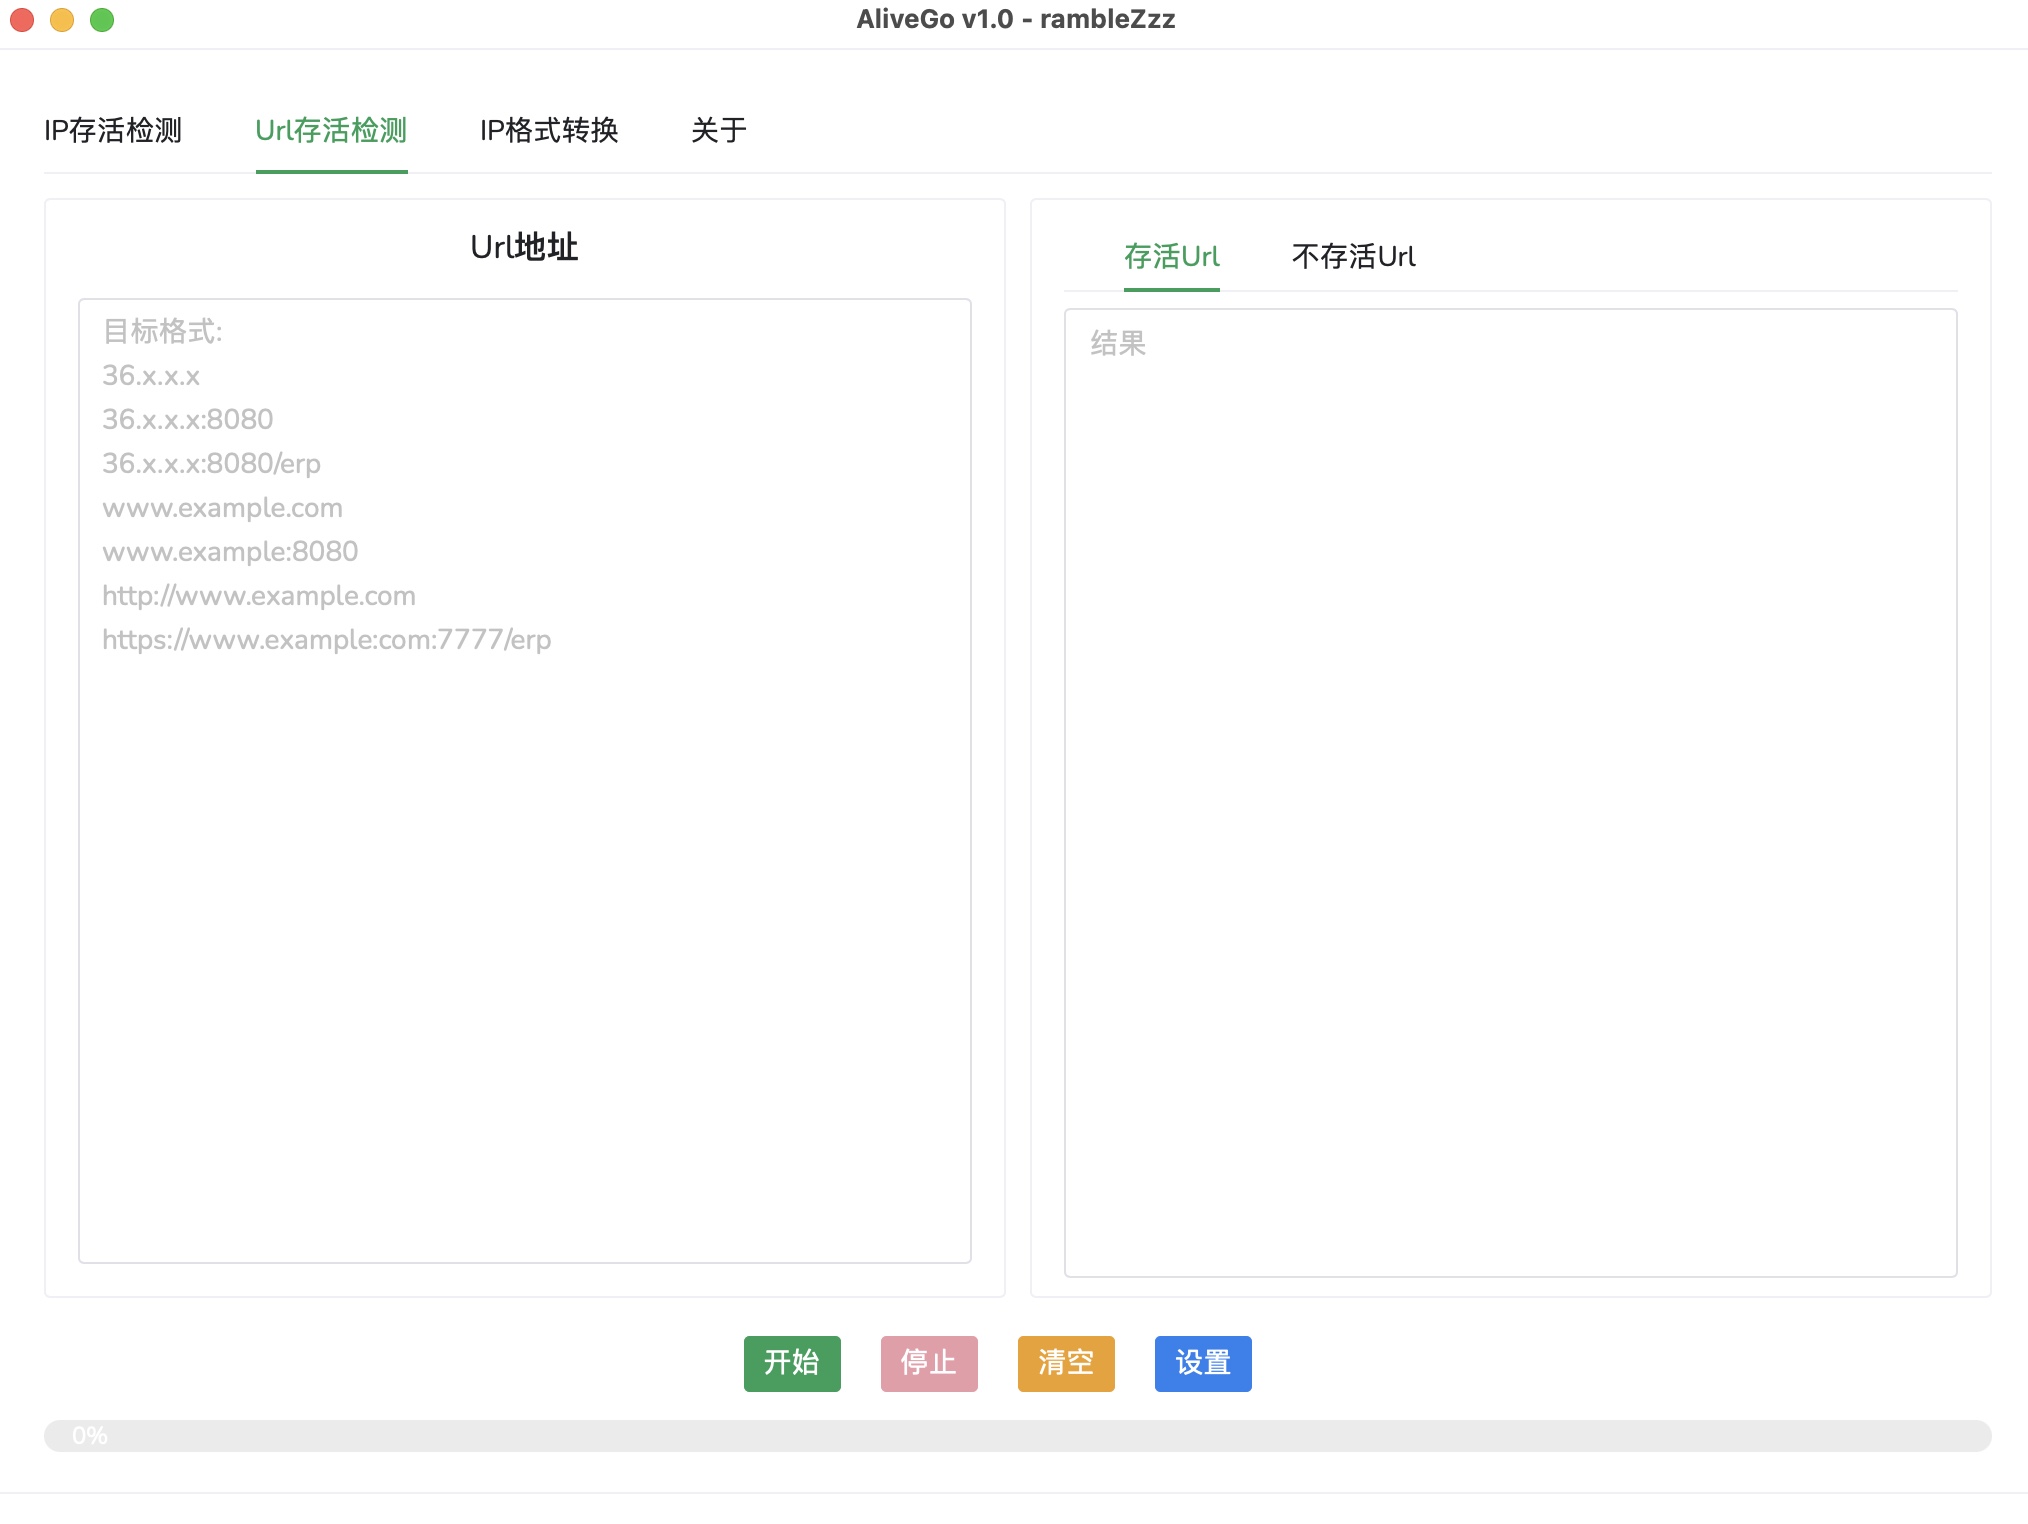 AliveGo v1.0 - rambleZzz
IP存活检测 Url存活检测 IP格式转换 关于
Url地址
目标格式:
36.x.x.x
36.x.x.x:8080
36.x.x.x:8080/erp
www.example.com
www.example:8080
http://www.example.com
https://www.example:com:7777/erp
存活Url 不存活Url
结果
开始 停止 清空 设置
0%